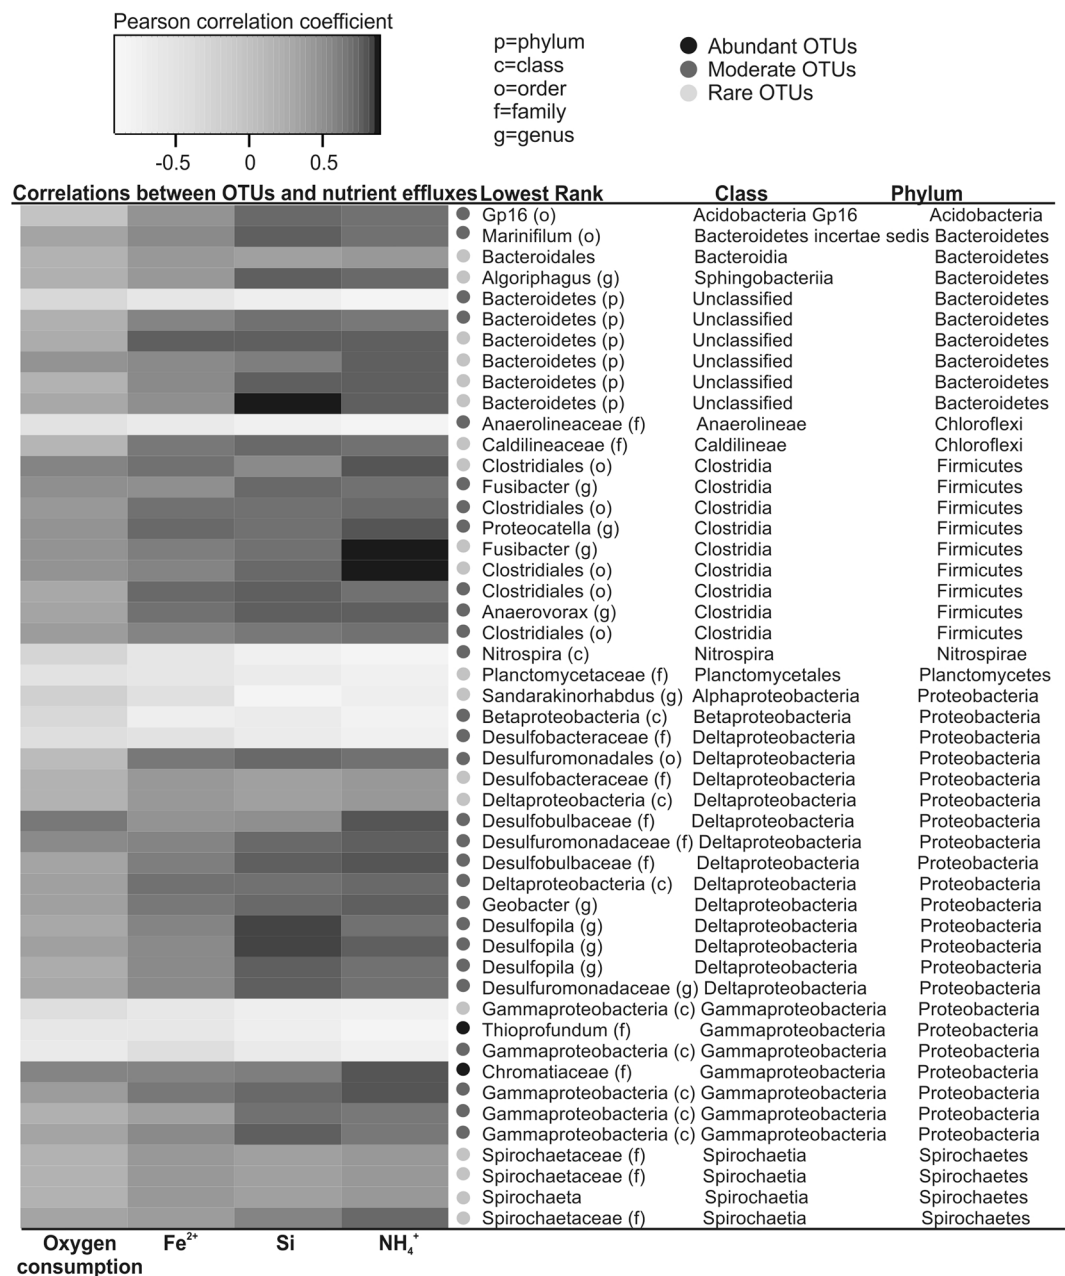 Pearson correlation coefficient
-0.5 0 0.5
p=phylum
c=class
o=order
f=family
g=genus
Abundant OTUs
Moderate OTUs
Rare OTUs
Correlations between OTUs and nutrient effluxes Lowest Rank Class Phylum
Gp16 (o) Acidobacteria Gp16 Acidobacteria
Marinifilum (o) Bacteroidetes incertae sedis Bacteroidetes
Bacteroidales Bacteroidia Bacteroidetes
Algoriphagus (g) Sphingobacteriia Bacteroidetes
Bacteroidetes (p) Unclassified Bacteroidetes
Bacteroidetes (p) Unclassified Bacteroidetes
Bacteroidetes (p) Unclassified Bacteroidetes
Bacteroidetes (p) Unclassified Bacteroidetes
Bacteroidetes (p) Unclassified Bacteroidetes
Bacteroidetes (p) Unclassified Bacteroidetes
Anaerolineaceae (f) Anaerolineae Chloroflexi
Caldilineaceae (f) Caldilineae Chloroflexi
Clostridiales (o) Clostridia Firmicutes
Fusibacter (g) Clostridia Firmicutes
Clostridiales (o) Clostridia Firmicutes
Proteocatella (g) Clostridia Firmicutes
Fusibacter (g) Clostridia Firmicutes
Clostridiales (o) Clostridia Firmicutes
Clostridiales (o) Clostridia Firmicutes
Anaerovorax (g) Clostridia Firmicutes
Clostridiales (o) Clostridia Firmicutes
Nitrospira (c) Nitrospira Nitrospirae
Planctomycetaceae (f) Planctomycetales Planctomycetes
Sandarakinorhabdus (g) Alphaproteobacteria Proteobacteria
Betaproteobacteria (c) Betaproteobacteria Proteobacteria
Desulfobacteraceae (f) Deltaproteobacteria Proteobacteria
Desulfuromonadales (o) Deltaproteobacteria Proteobacteria
Desulfobacteraceae (f) Deltaproteobacteria Proteobacteria
Deltaproteobacteria (c) Deltaproteobacteria Proteobacteria
Desulfobulbaceae (f) Deltaproteobacteria Proteobacteria
Desulfuromonadaceae (f) Deltaproteobacteria Proteobacteria
Desulfobulbaceae (f) Deltaproteobacteria Proteobacteria
Deltaproteobacteria (c) Deltaproteobacteria Proteobacteria
Geobacter (g) Deltaproteobacteria Proteobacteria
Desulfopila (g) Deltaproteobacteria Proteobacteria
Desulfopila (g) Deltaproteobacteria Proteobacteria
Desulfopila (g) Deltaproteobacteria Proteobacteria
Desulfuromonadaceae (g) Deltaproteobacteria Proteobacteria
Gammaproteobacteria (c) Gammaproteobacteria Proteobacteria
Thioprofundum (f) Gammaproteobacteria Proteobacteria
Gammaproteobacteria (c) Gammaproteobacteria Proteobacteria
Chromatiaceae (f) Gammaproteobacteria Proteobacteria
Gammaproteobacteria (c) Gammaproteobacteria Proteobacteria
Gammaproteobacteria (c) Gammaproteobacteria Proteobacteria
Gammaproteobacteria (c) Gammaproteobacteria Proteobacteria
Spirochaetaceae (f) Spirochaetia Spirochaetes
Spirochaetaceae (f) Spirochaetia Spirochaetes
Spirochaeta Spirochaetia Spirochaetes
Spirochaetaceae (f) Spirochaetia Spirochaetes
Oxygen Fe²⁺ Si NH₄⁺
consumption